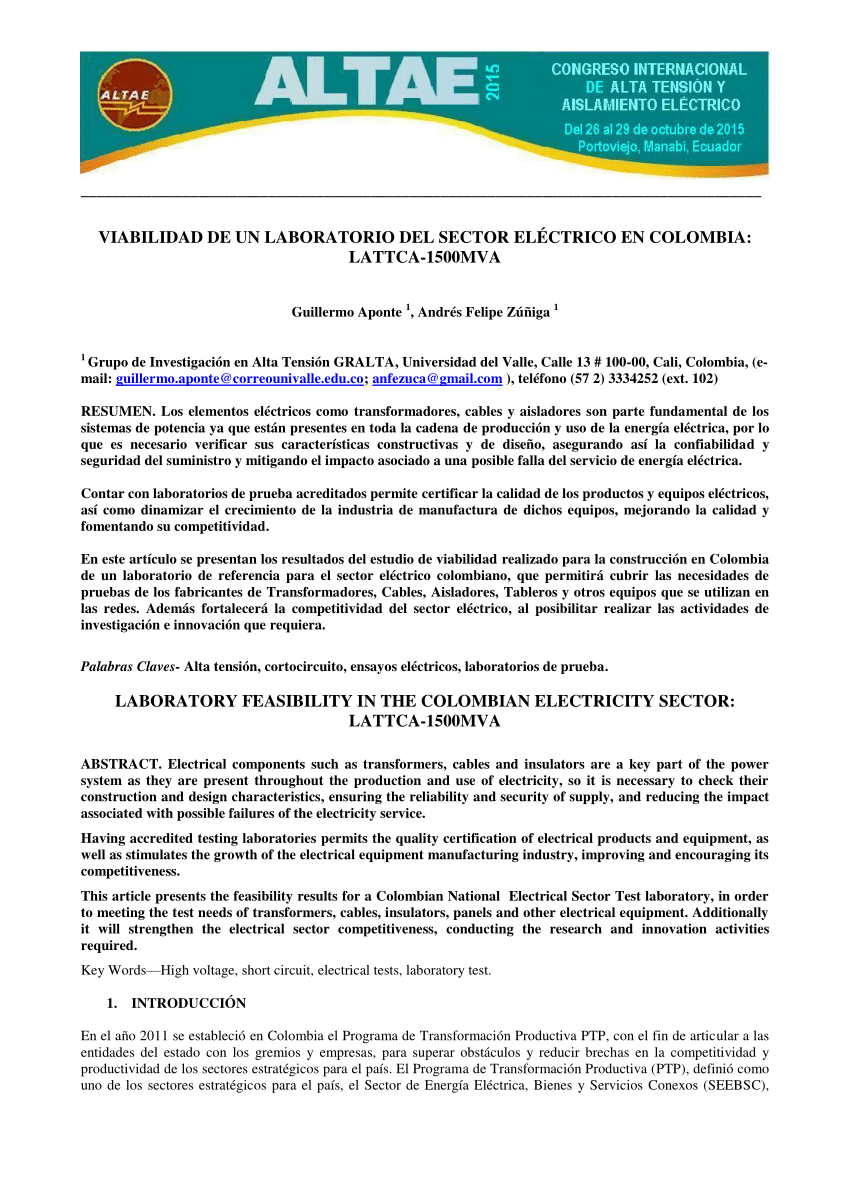 ALTAE
ALTAE
2015
CONGRESO INTERNACIONAL
DE ALTA TENSIÓN Y
AISLAMIENTO ELÉCTRICO
Del 26 al 29 de octubre de 2015
Portoviejo, Manabi, Ecuador
VIABILIDAD DE UN LABORATORIO DEL SECTOR ELÉCTRICO EN COLOMBIA:
LATTCA-1500MVA
Guillermo Aponte 1, Andrés Felipe Zúñiga 1
1 Grupo de Investigación en Alta Tensión GRALTA, Universidad del Valle, Calle 13 # 100-00, Cali, Colombia, (e-
mail: guillermo.aponte@correounivalle.edu.co; anfezuca@gmail.com ), teléfono (57 2) 3334252 (ext. 102)
RESUMEN. Los elementos eléctricos como transformadores, cables y aisladores son parte fundamental de los
sistemas de potencia ya que están presentes en toda la cadena de producción y uso de la energía eléctrica, por lo
que es necesario verificar sus características constructivas y de diseño, asegurando así la confiabilidad y
seguridad del suministro y mitigando el impacto asociado a una posible falla del servicio de energía eléctrica.
Contar con laboratorios de prueba acreditados permite certificar la calidad de los productos y equipos eléctricos,
así como dinamizar el crecimiento de la industria de manufactura de dichos equipos, mejorando la calidad y
fomentando su competitividad.
En este artículo se presentan los resultados del estudio de viabilidad realizado para la construcción en Colombia
de un laboratorio de referencia para el sector eléctrico colombiano, que permitirá cubrir las necesidades de
pruebas de los fabricantes de Transformadores, Cables, Aisladores, Tableros y otros equipos que se utilizan en
las redes. Además fortalecerá la competitividad del sector eléctrico, al posibilitar realizar las actividades de
investigación e innovación que requiera.
Palabras Claves- Alta tensión, cortocircuito, ensayos eléctricos, laboratorios de prueba.
LABORATORY FEASIBILITY IN THE COLOMBIAN ELECTRICITY SECTOR:
LATTCA-1500MVA
ABSTRACT. Electrical components such as transformers, cables and insulators are a key part of the power
system as they are present throughout the production and use of electricity, so it is necessary to check their
construction and design characteristics, ensuring the reliability and security of supply, and reducing the impact
associated with possible failures of the electricity service.
Having accredited testing laboratories permits the quality certification of electrical products and equipment, as
well as stimulates the growth of the electrical equipment manufacturing industry, improving and encouraging its
competitiveness.
This article presents the feasibility results for a Colombian National Electrical Sector Test laboratory, in order
to meeting the test needs of transformers, cables, insulators, panels and other electrical equipment. Additionally
it will strengthen the electrical sector competitiveness, conducting the research and innovation activities
required.
Key Words—High voltage, short circuit, electrical tests, laboratory test.
1. INTRODUCCIÓN
En el año 2011 se estableció en Colombia el Programa de Transformación Productiva PTP, con el fin de articular a las
entidades del estado con los gremios y empresas, para superar obstáculos y reducir brechas en la competitividad y
productividad de los sectores estratégicos para el país. El Programa de Transformación Productiva (PTP), definió como
uno de los sectores estratégicos para el país, el Sector de Energía Eléctrica, Bienes y Servicios Conexos (SEEBSC),